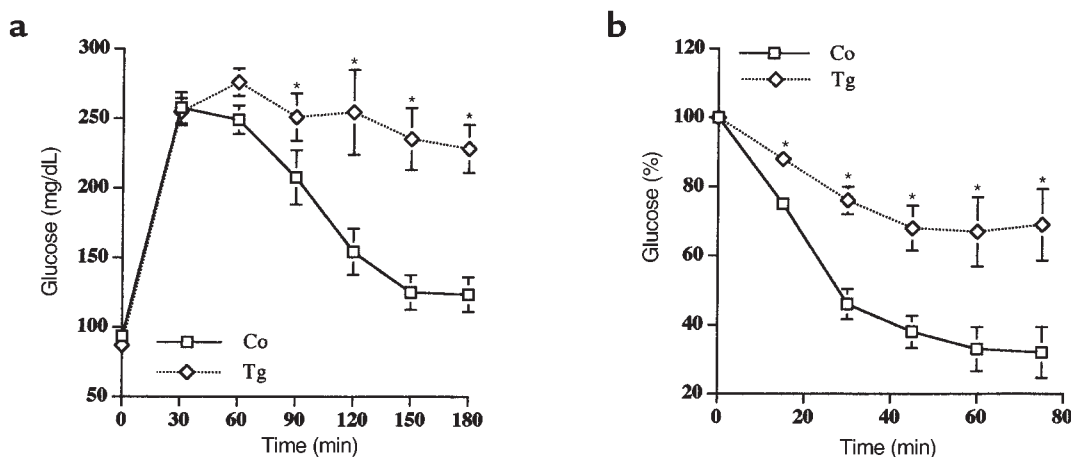 a
300
250
200
150
100
50
Glucose (mg/dL)
* * * *
Co
Tg
0 30 60 90 120 150 180
Time (min)
b
120
100
80
60
40
20
Glucose (%)
Co
Tg
* * * * *
0 20 40 60 80
Time (min)